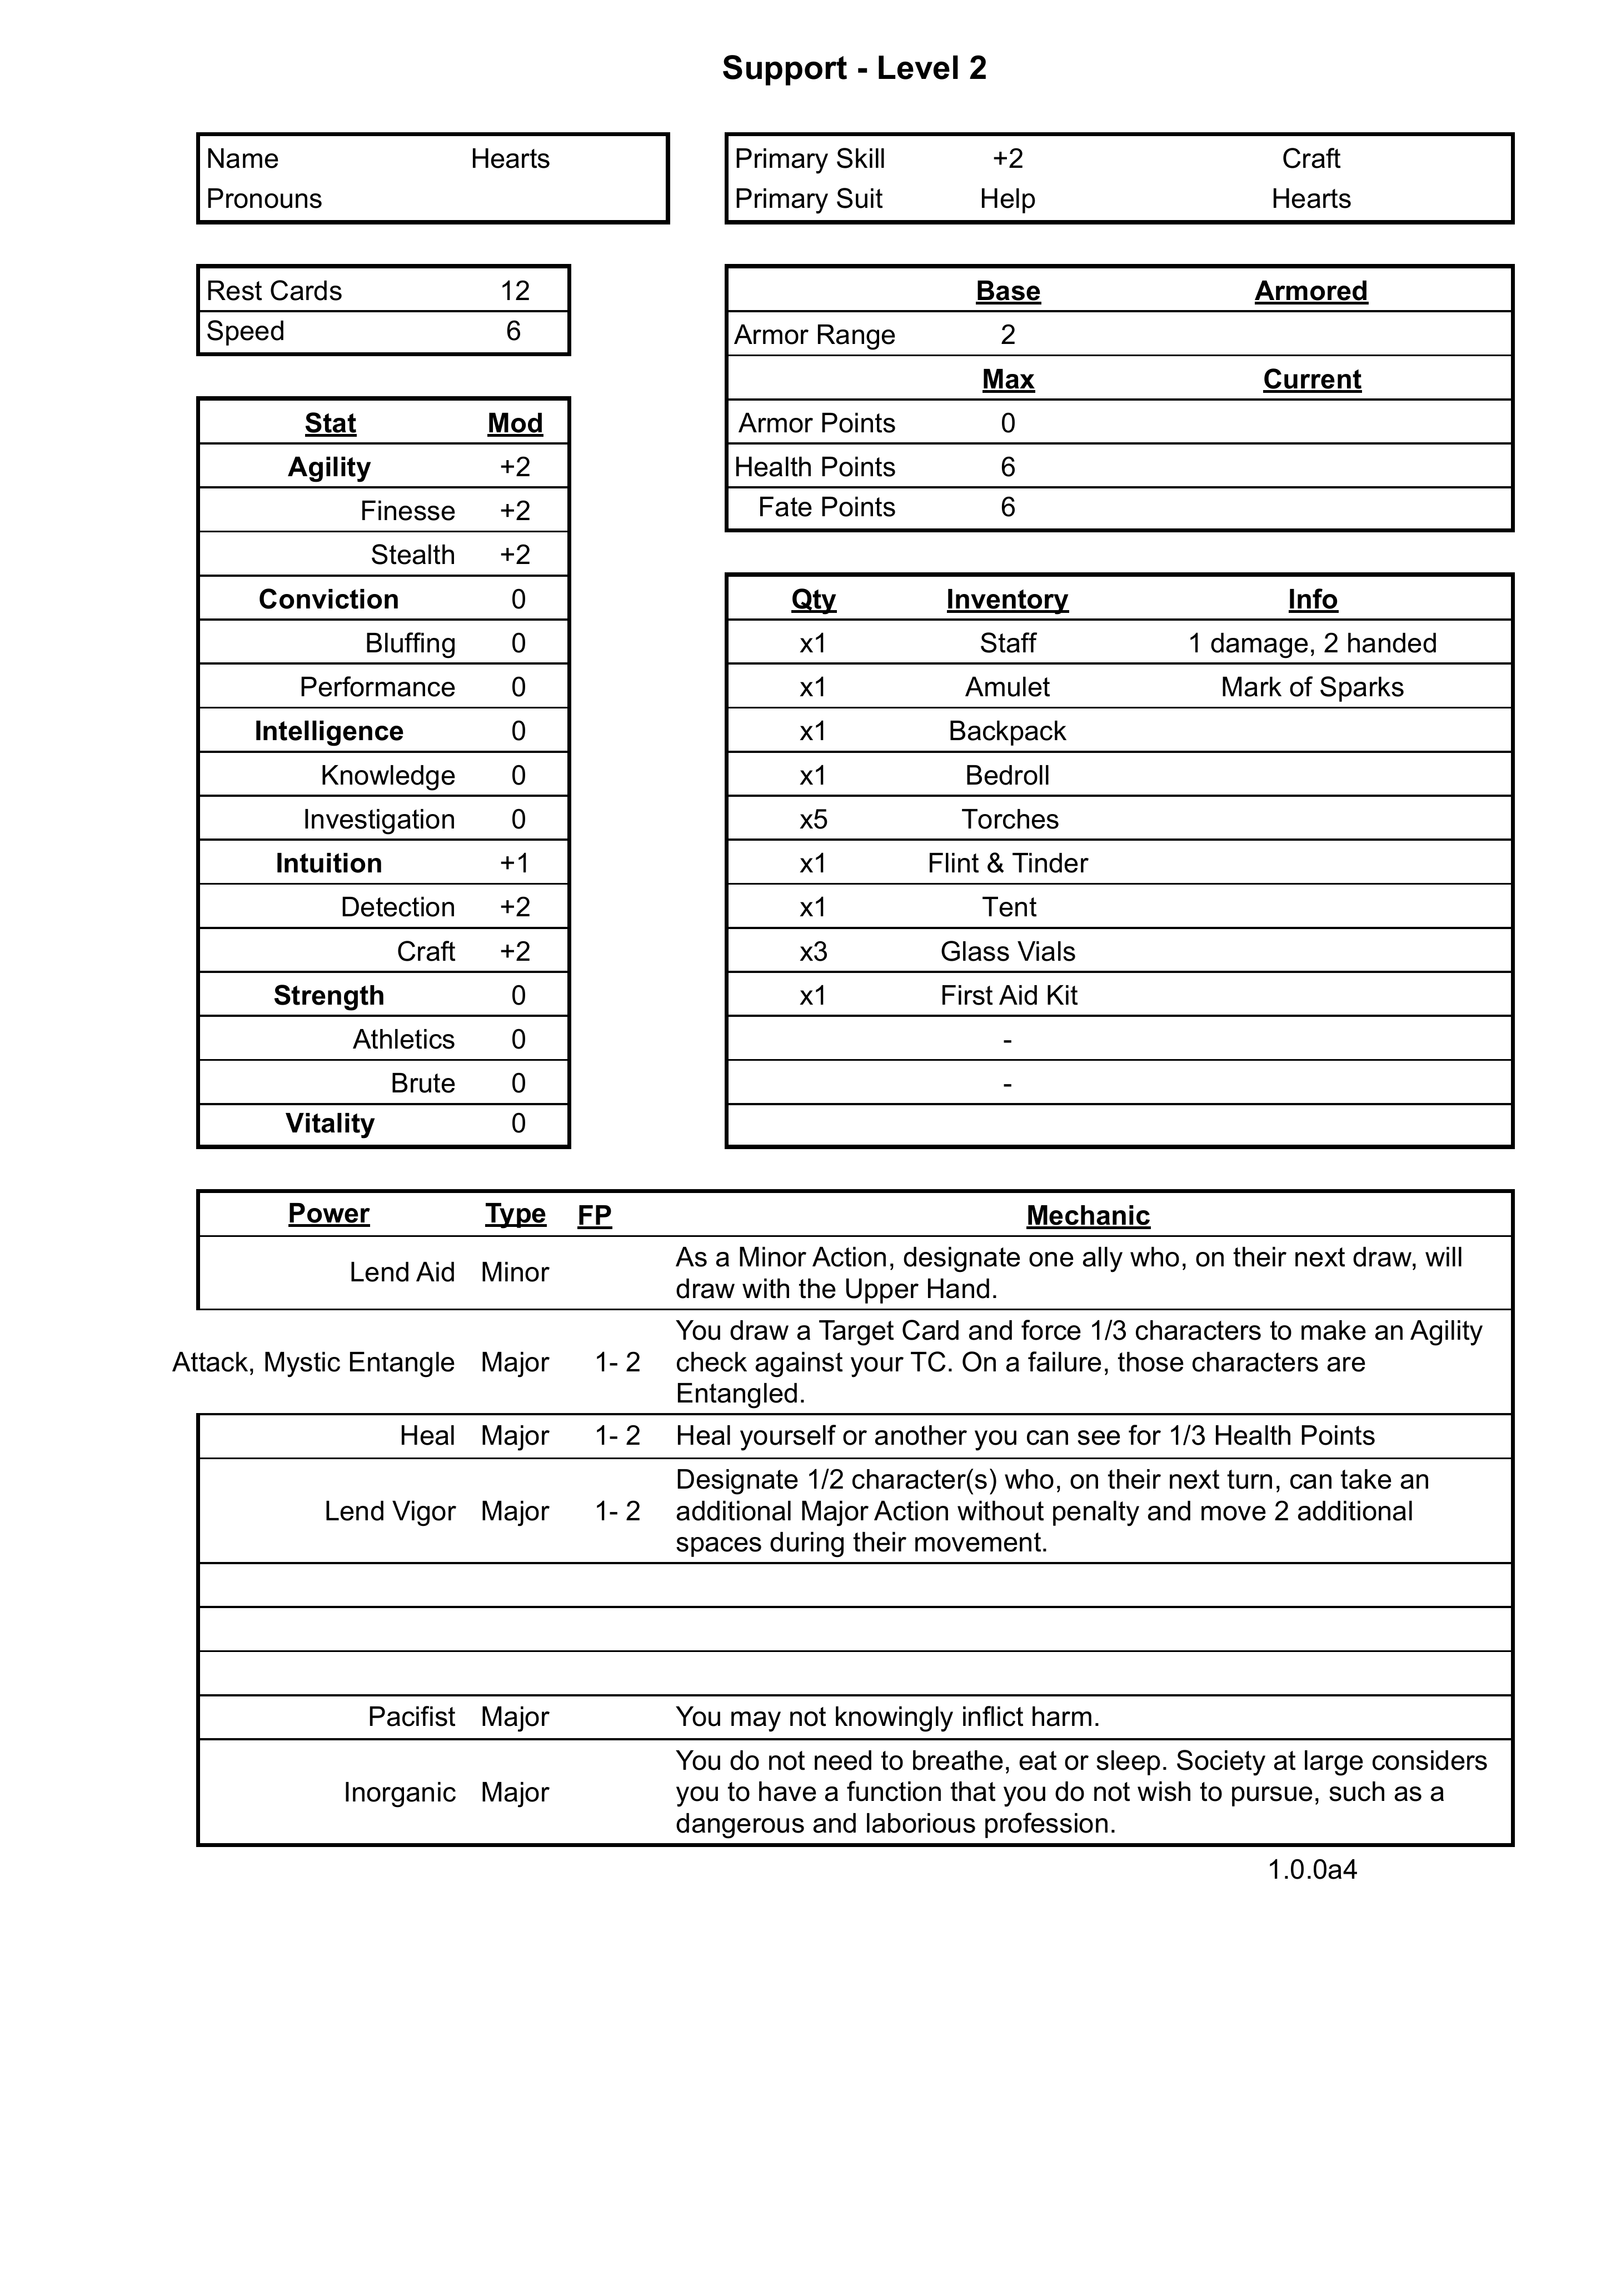 Support - Level 2
Name Hearts
Pronouns
Primary Skill +2 Craft
Primary Suit Help Hearts
Rest Cards 12
Speed 6
Base Armored
Armor Range 2
Max Current
Armor Points 0
Health Points 6
Fate Points 6
Stat Mod
Agility +2
Finesse +2
Stealth +2
Conviction 0
Bluffing 0
Performance 0
Intelligence 0
Knowledge 0
Investigation 0
Intuition +1
Detection +2
Craft +2
Strength 0
Athletics 0
Brute 0
Vitality 0
Qty Inventory Info
x1 Staff 1 damage, 2 handed
x1 Amulet Mark of Sparks
x1 Backpack
x1 Bedroll
x5 Torches
x1 Flint & Tinder
x1 Tent
x3 Glass Vials
x1 First Aid Kit
-
-
Power Type FP Mechanic
Lend Aid Minor As a Minor Action, designate one ally who, on their next draw, will
draw with the Upper Hand.
You draw a Target Card and force 1/3 characters to make an Agility
Attack, Mystic Entangle Major 1- 2 check against your TC. On a failure, those characters are
Entangled.
Heal Major 1- 2 Heal yourself or another you can see for 1/3 Health Points
Designate 1/2 character(s) who, on their next turn, can take an
Lend Vigor Major 1- 2 additional Major Action without penalty and move 2 additional
spaces during their movement.
Pacifist Major You may not knowingly inflict harm.
You do not need to breathe, eat or sleep. Society at large considers
Inorganic Major you to have a function that you do not wish to pursue, such as a
dangerous and laborious profession.
1.0.0a4